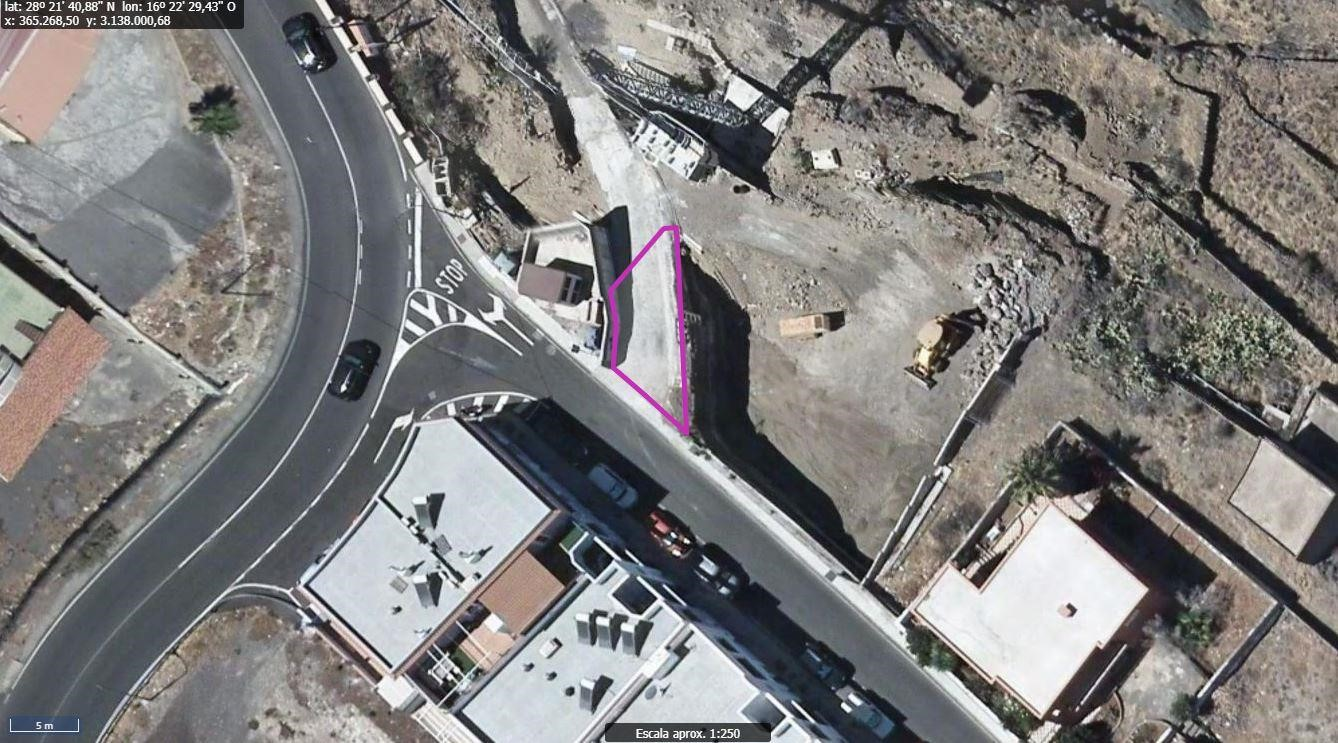 lat: 28º 21' 40,88" N lon: 16º 22' 29,43" O
x: 365.268,50 y: 3.138.000,68
STOP
5 m
Escala aprox. 1:250